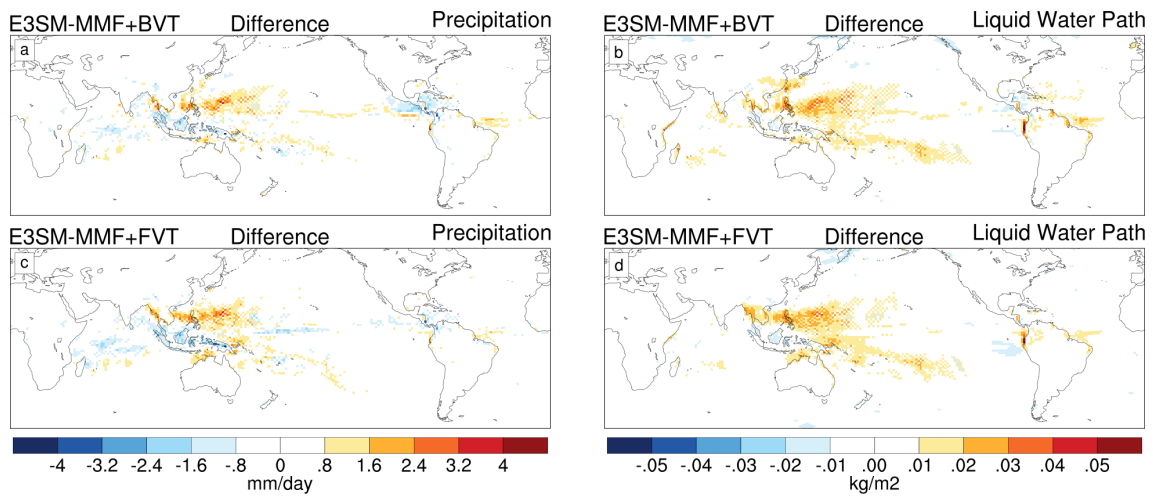 E3SM-MMF+BVT Difference Precipitation
a
E3SM-MMF+BVT Difference Liquid Water Path
b
E3SM-MMF+FVT Difference Precipitation
c
E3SM-MMF+FVT Difference Liquid Water Path
d
-4 -3.2 -2.4 -1.6 -.8 0 .8 1.6 2.4 3.2 4
mm/day
-.05 -.04 -.03 -.02 -.01 .00 .01 .02 .03 .04 .05
kg/m2